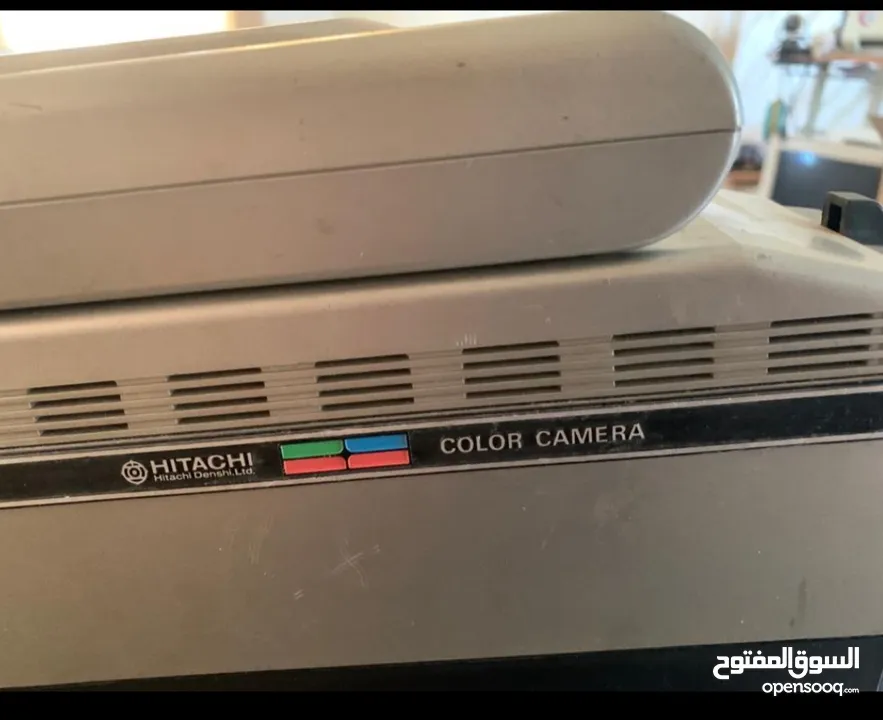 HITACHI
Hitachi Denshi, Ltd.
COLOR CAMERA
السوق المفتوح
opensooq.com